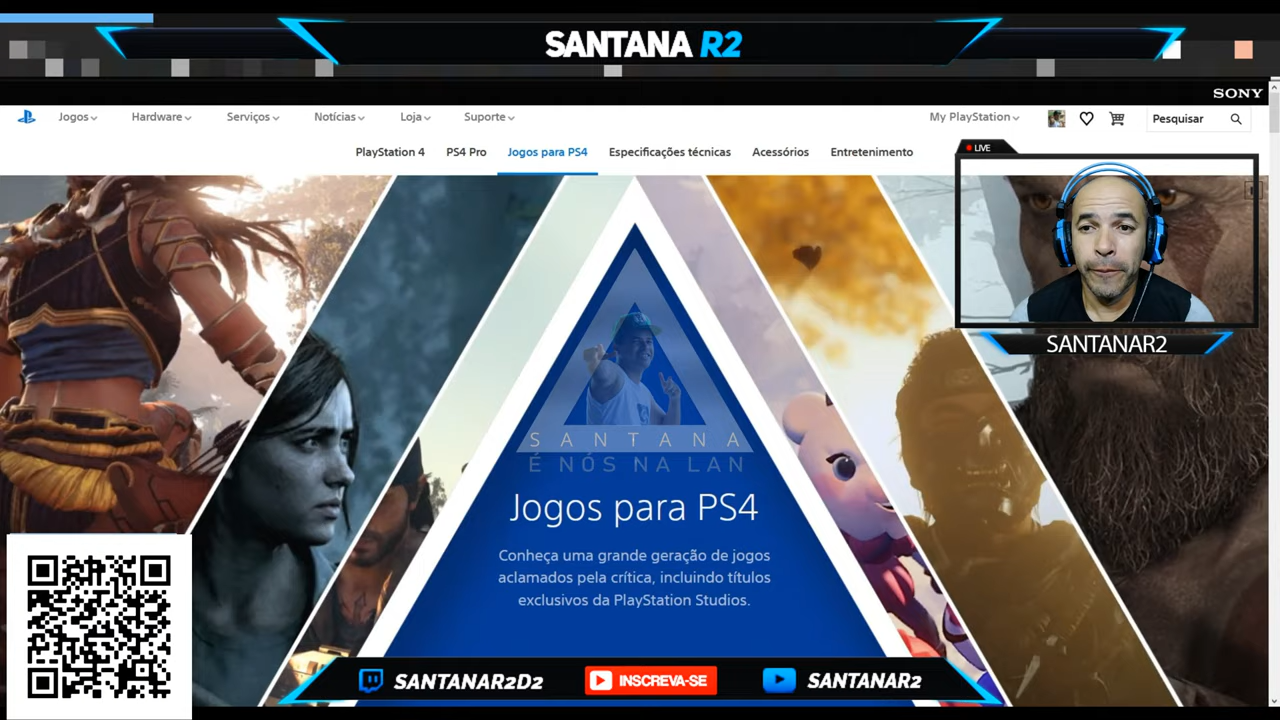 SANTANA R2
SONY
Jogos
Hardware
Serviços
Notícias
Loja
Suporte
My PlayStation
Pesquisar
PlayStation 4
PS4 Pro
Jogos para PS4
Especificações técnicas
Acessórios
Entretenimento
LIVE
SANTANAR2
SANTANA
É NÓS NA LAN
Jogos para PS4
Conheça uma grande geração de jogos
aclamados pela crítica, incluindo títulos
exclusivos da PlayStation Studios.
SANTANAR2D2
INSCREVA-SE
SANTANAR2